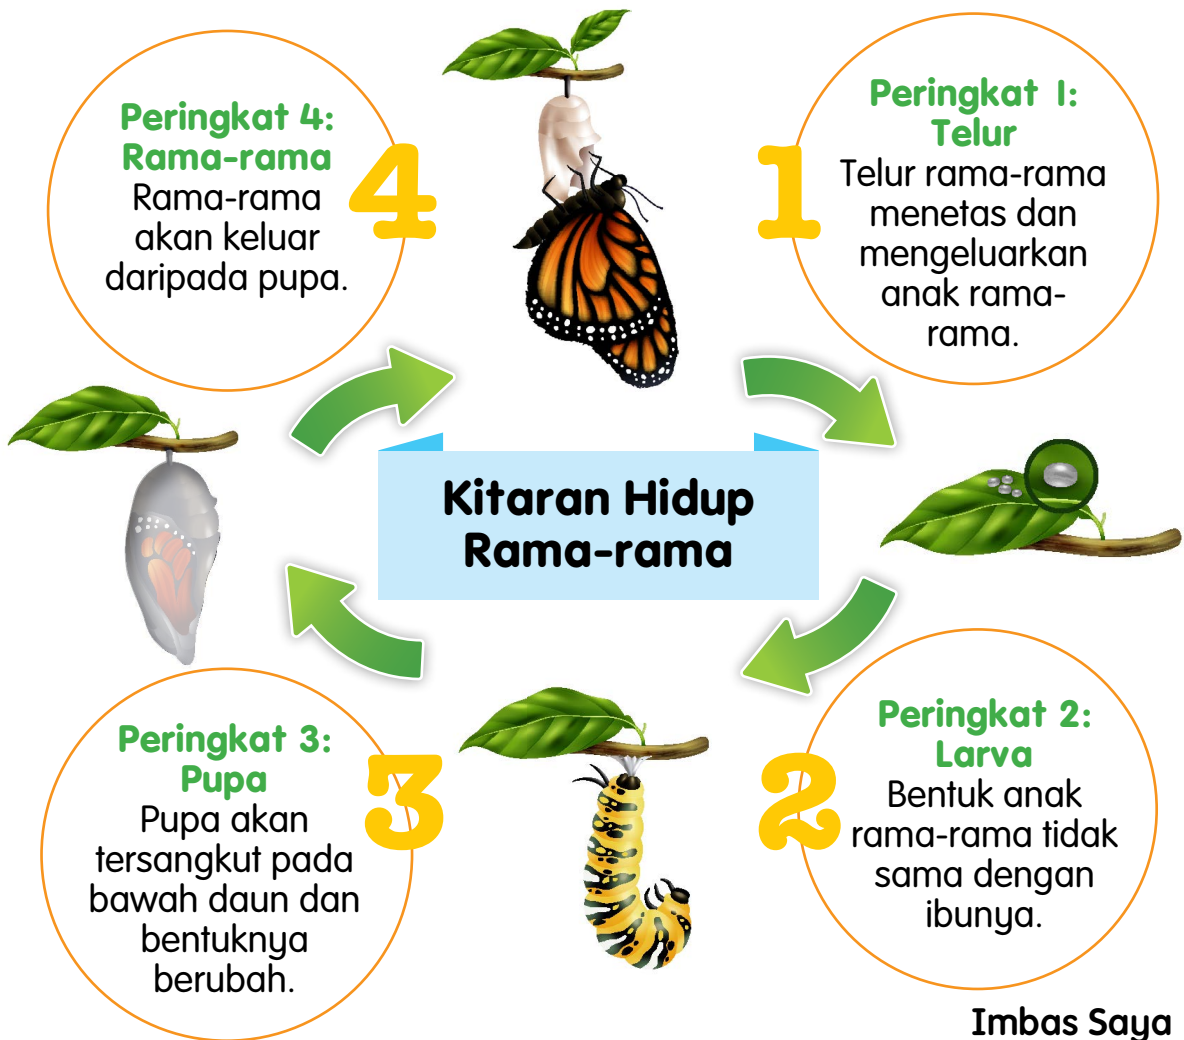 Kitaran Hidup
Rama-rama
1
Peringkat 1:
Telur
Telur rama-rama
menetas dan
mengeluarkan
anak rama-
rama.
2
Peringkat 2:
Larva
Bentuk anak
rama-rama tidak
sama dengan
ibunya.
3
Peringkat 3:
Pupa
Pupa akan
tersangkut pada
bawah daun dan
bentuknya
berubah.
4
Peringkat 4:
Rama-rama
Rama-rama
akan keluar
daripada pupa.
Imbas Saya